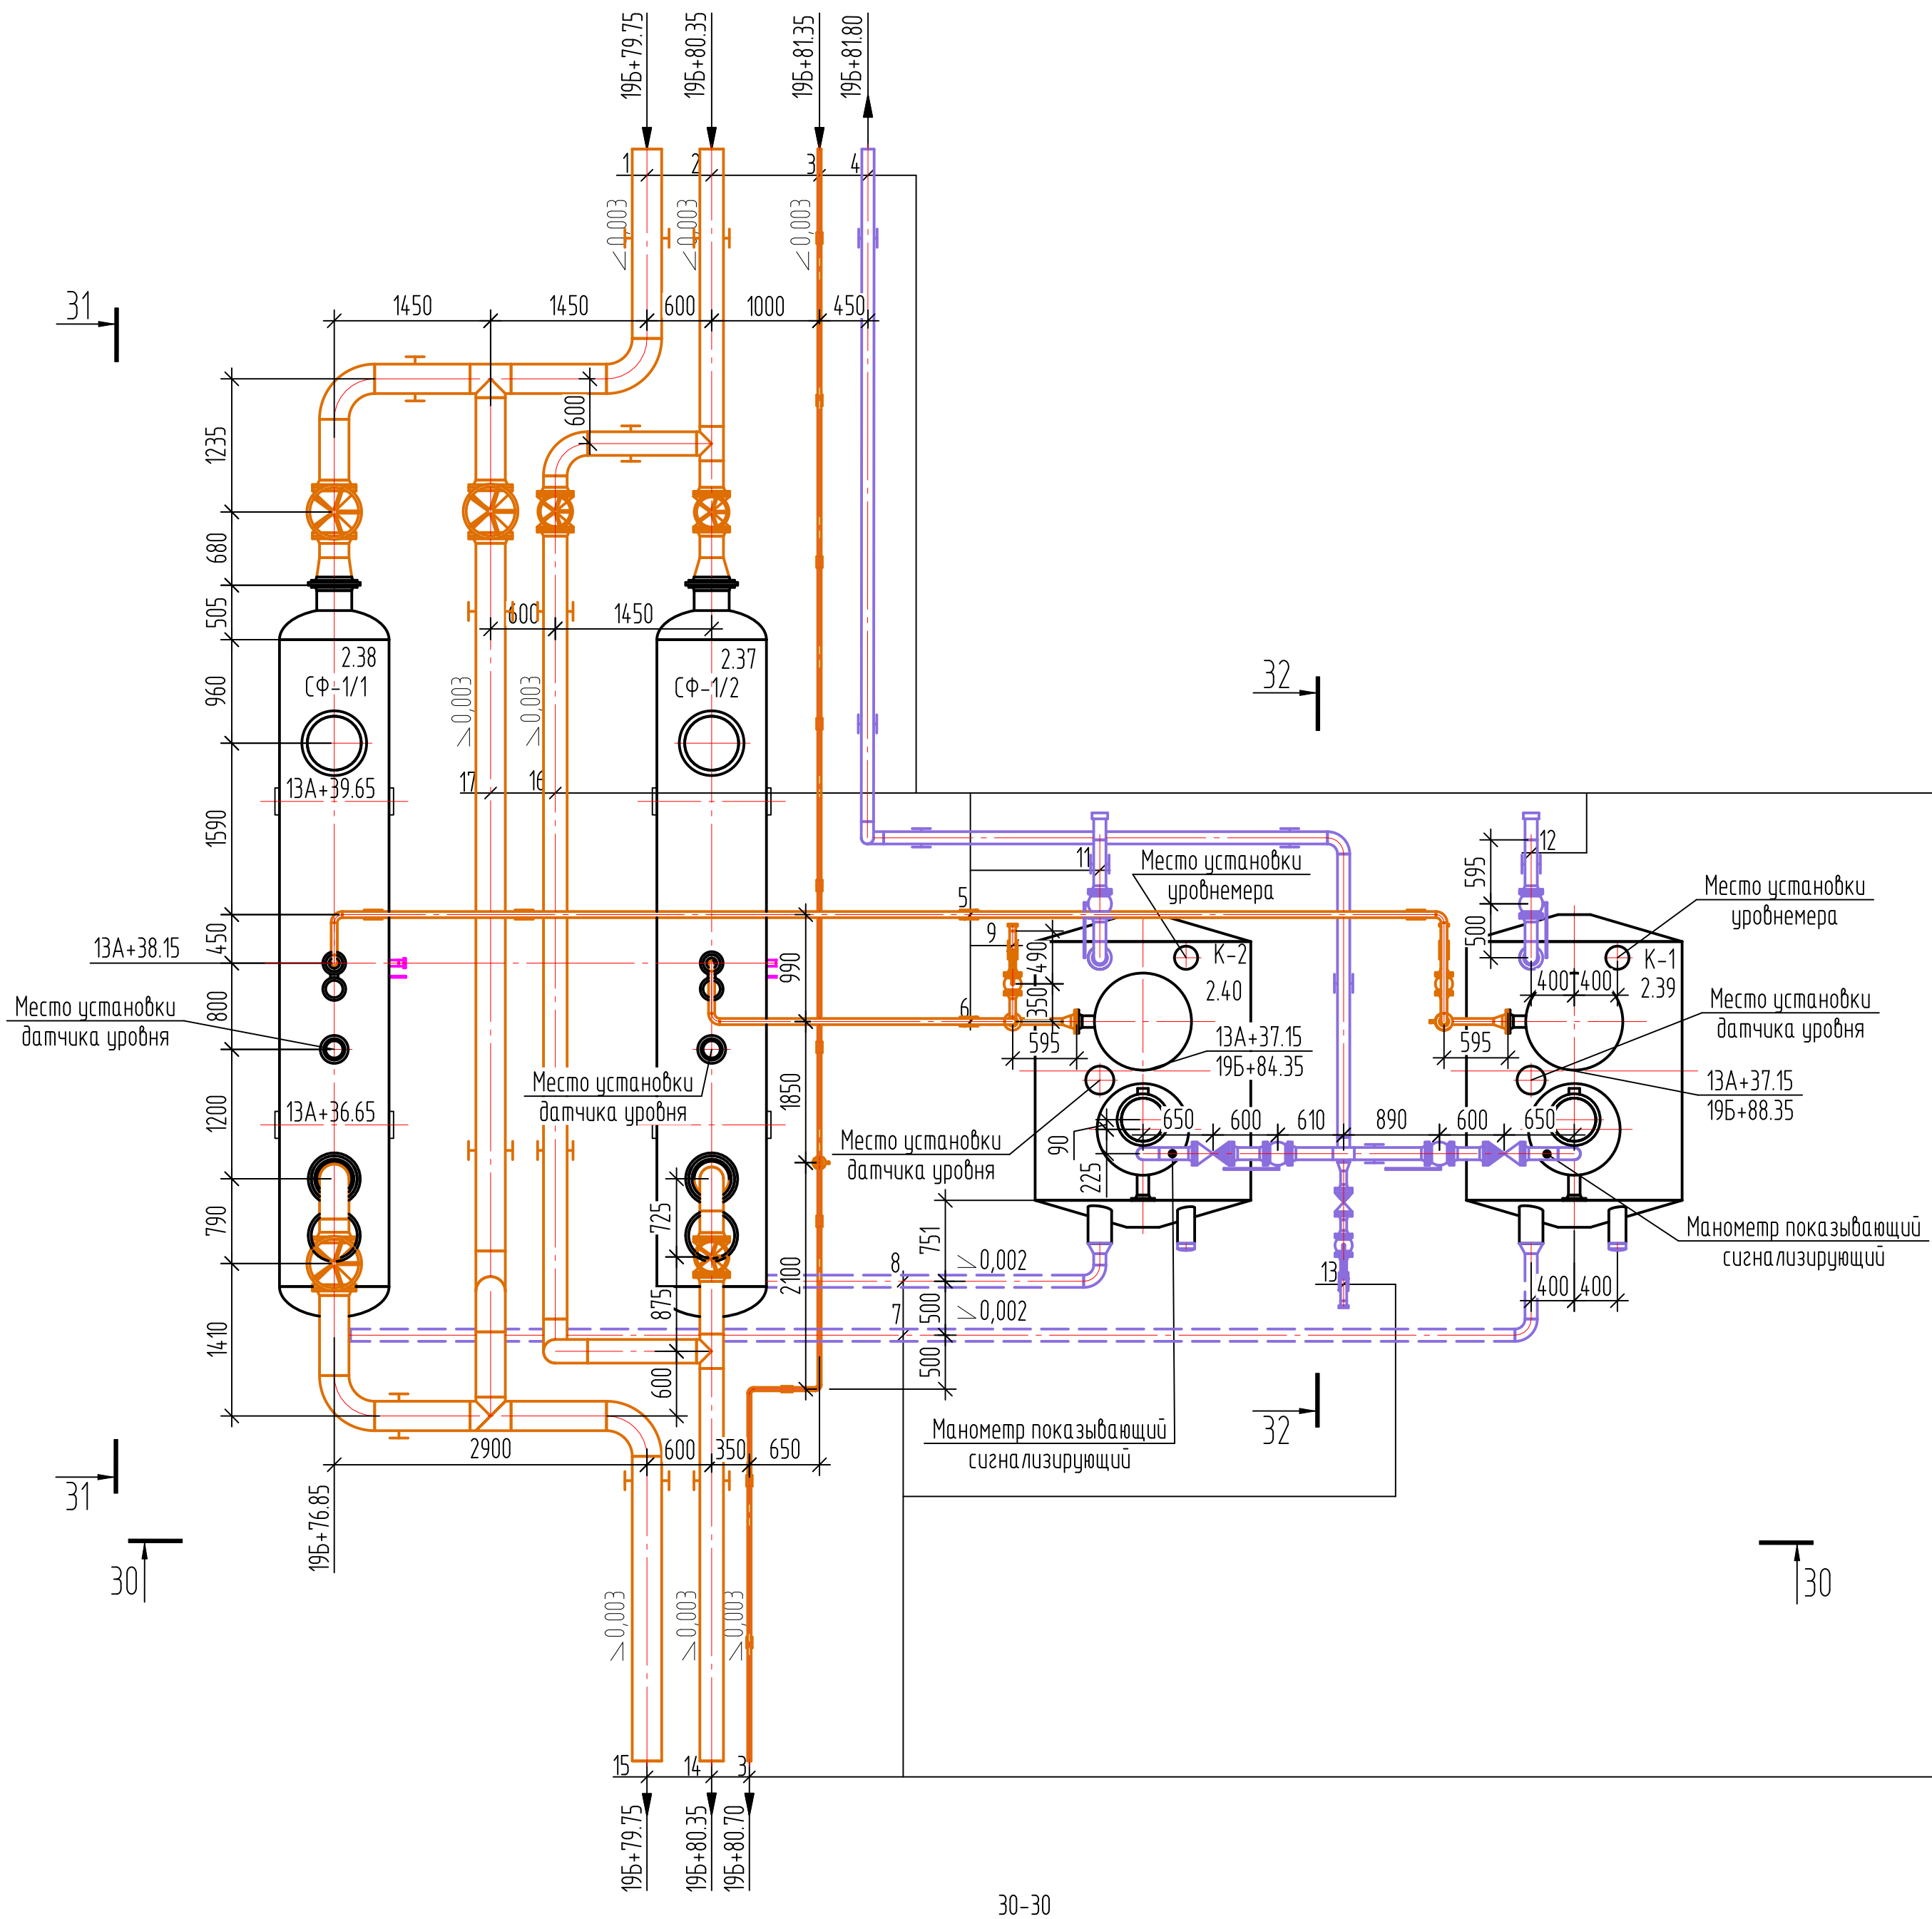 19Б+79.75
19Б+80.35
19Б+81.35
19Б+81.80
1
2
3
4
0,003
0,003
0,003
31
1450
1450
600
1000
450
600
1235
680
505
960
1590
450
800
1200
790
1410
600
1450
2.38
СФ-1/1
2.37
СФ-1/2
0,003
0,003
32
17
16
13А+39.65
11
12
Место установки
уровнемера
595
500
Место установки
уровнемера
5
9
490
350
6
13А+38.15
990
К-2
2.40
К-1
2.39
400
400
Место установки
датчика уровня
Место установки
датчика уровня
595
595
13А+37.15
19Б+84.35
13А+37.15
19Б+88.35
Место установки
датчика уровня
1850
13А+36.65
Место установки
датчика уровня
650
600
610
890
600
650
90
225
725
875
600
2100
751
500
500
8
0,002
7
0,002
13
Манометр показывающий
сигнализирующий
400
400
Манометр показывающий
сигнализирующий
32
2900
600
350
650
31
19Б+76.85
30
30
0,003
0,003
0,003
15
14
3
19Б+79.75
19Б+80.35
19Б+80.70
30-30